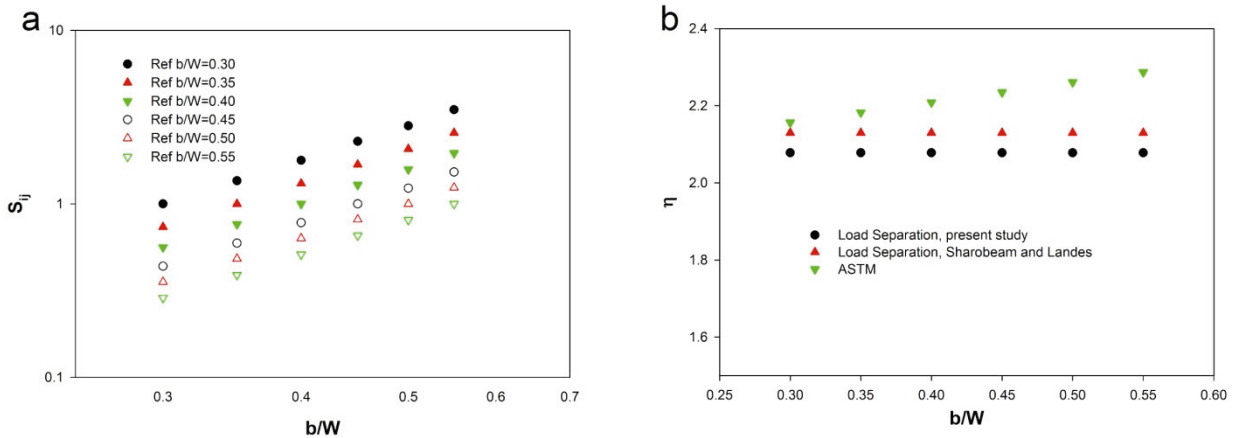 a
10
1
0.1
S_ij
Ref b/W=0.30
Ref b/W=0.35
Ref b/W=0.40
Ref b/W=0.45
Ref b/W=0.50
Ref b/W=0.55
0.3 0.4 0.5 0.6 0.7
b/W
b
2.4
2.2
2.0
1.8
1.6
η
Load Separation, present study
Load Separation, Sharobeam and Landes
ASTM
0.25 0.30 0.35 0.40 0.45 0.50 0.55 0.60
b/W